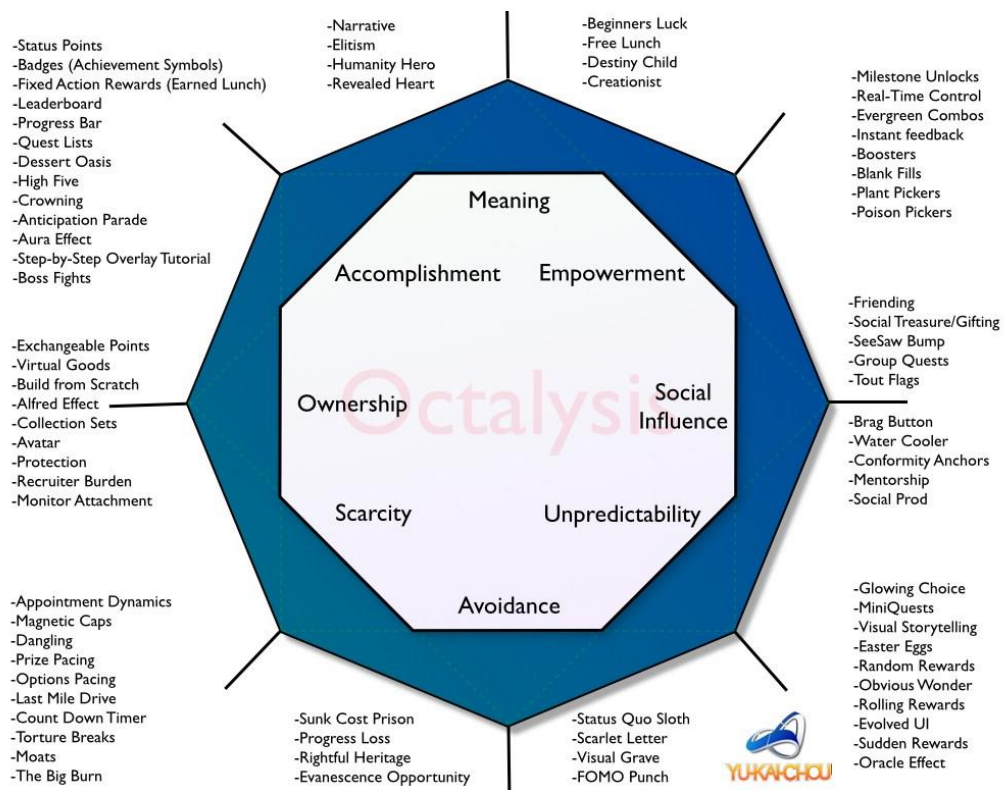 -Narrative
-Elitism
-Humanity Hero
-Revealed Heart
-Beginners Luck
-Free Lunch
-Destiny Child
-Creationist
-Status Points
-Badges (Achievement Symbols)
-Fixed Action Rewards (Earned Lunch)
-Leaderboard
-Progress Bar
-Quest Lists
-Dessert Oasis
-High Five
-Crowning
-Anticipation Parade
-Aura Effect
-Step-by-Step Overlay Tutorial
-Boss Fights
-Milestone Unlocks
-Real-Time Control
-Evergreen Combos
-Instant feedback
-Boosters
-Blank Fills
-Plant Pickers
-Poison Pickers
Meaning
Accomplishment
Empowerment
-Exchangeable Points
-Virtual Goods
-Build from Scratch
-Alfred Effect
-Collection Sets
-Avatar
-Protection
-Recruiter Burden
-Monitor Attachment
Ownership
Octalysis
Social
Influence
-Friending
-Social Treasure/Gifting
-SeeSaw Bump
-Group Quests
-Tout Flags
-Brag Button
-Water Cooler
-Conformity Anchors
-Mentorship
-Social Prod
Scarcity
Unpredictability
Avoidance
-Appointment Dynamics
-Magnetic Caps
-Dangling
-Prize Pacing
-Options Pacing
-Last Mile Drive
-Count Down Timer
-Torture Breaks
-Moats
-The Big Burn
-Sunk Cost Prison
-Progress Loss
-Rightful Heritage
-Evanescence Opportunity
-Status Quo Sloth
-Scarlet Letter
-Visual Grave
-FOMO Punch
YU-KAI-CHOU
-Glowing Choice
-MiniQuests
-Visual Storytelling
-Easter Eggs
-Random Rewards
-Obvious Wonder
-Rolling Rewards
-Evolved UI
-Sudden Rewards
-Oracle Effect